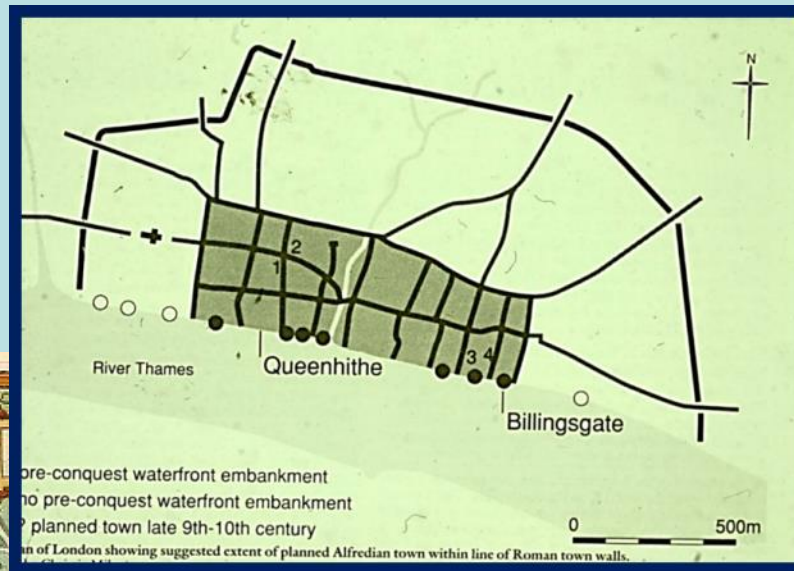 N
2
1
3 4
River Thames
Queenhithe
Billingsgate
pre-conquest waterfront embankment
no pre-conquest waterfront embankment
? planned town late 9th-10th century
0 500m
of London showing suggested extent of planned Alfredian town within line of Roman town walls.